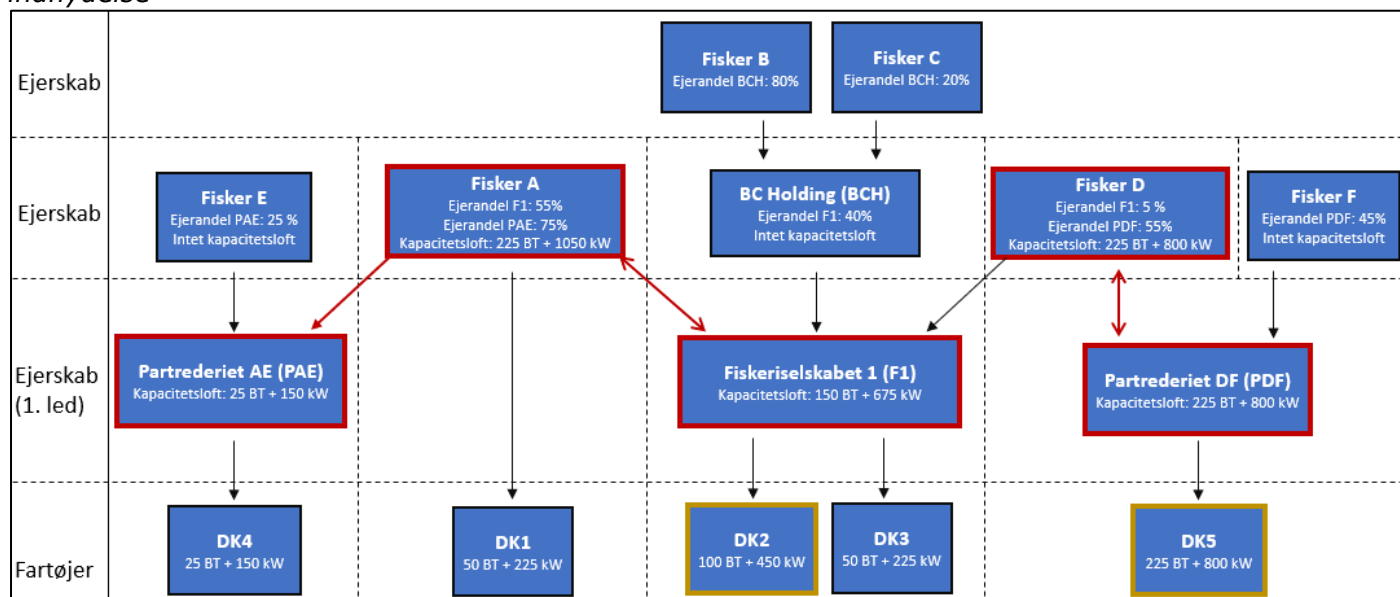 indflydelse
Ejerskab
Fisker B
Ejerandel BCH: 80%
Fisker C
Ejerandel BCH: 20%
Ejerskab
Fisker E
Ejerandel PAE: 25 %
Intet kapacitetsloft
Fisker A
Ejerandel F1: 55%
Ejerandel PAE: 75%
Kapacitetsloft: 225 BT + 1050 kW
BC Holding (BCH)
Ejerandel F1: 40%
Intet kapacitetsloft
Fisker D
Ejerandel F1: 5 %
Ejerandel PDF: 55%
Kapacitetsloft: 225 BT + 800 kW
Fisker F
Ejerandel PDF: 45%
Intet kapacitetsloft
Ejerskab
(1. led)
Partrederiet AE (PAE)
Kapacitetsloft: 25 BT + 150 kW
Fiskeriselskabet 1 (F1)
Kapacitetsloft: 150 BT + 675 kW
Partrederiet DF (PDF)
Kapacitetsloft: 225 BT + 800 kW
Fartøjer
DK4
25 BT + 150 kW
DK1
50 BT + 225 kW
DK2
100 BT + 450 kW
DK3
50 BT + 225 kW
DK5
225 BT + 800 kW